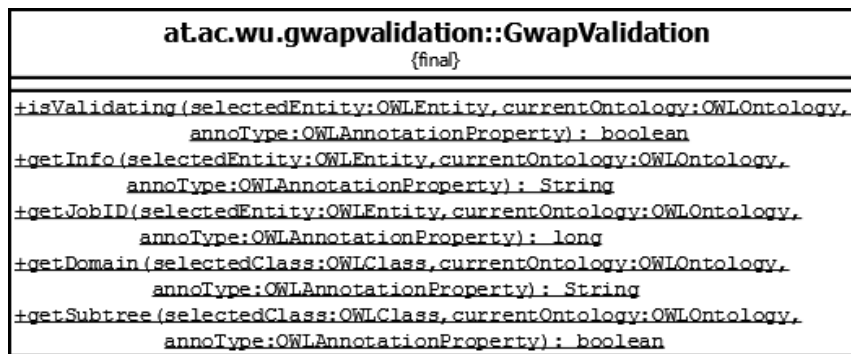 at.ac.wu.gwapvalidation::GwapValidation
{final}
+isValidating(selectedEntity:OWLEntity,currentOntology:OWLOntology,
annoType:OWLAnnotationProperty): boolean
+getInfo(selectedEntity:OWLEntity,currentOntology:OWLOntology,
annoType:OWLAnnotationProperty): String
+getJobID(selectedEntity:OWLEntity,currentOntology:OWLOntology,
annoType:OWLAnnotationProperty): long
+getDomain(selectedClass:OWLClass,currentOntology:OWLOntology,
annoType:OWLAnnotationProperty): String
+getSubtree(selectedClass:OWLClass,currentOntology:OWLOntology,
annoType:OWLAnnotationProperty): boolean